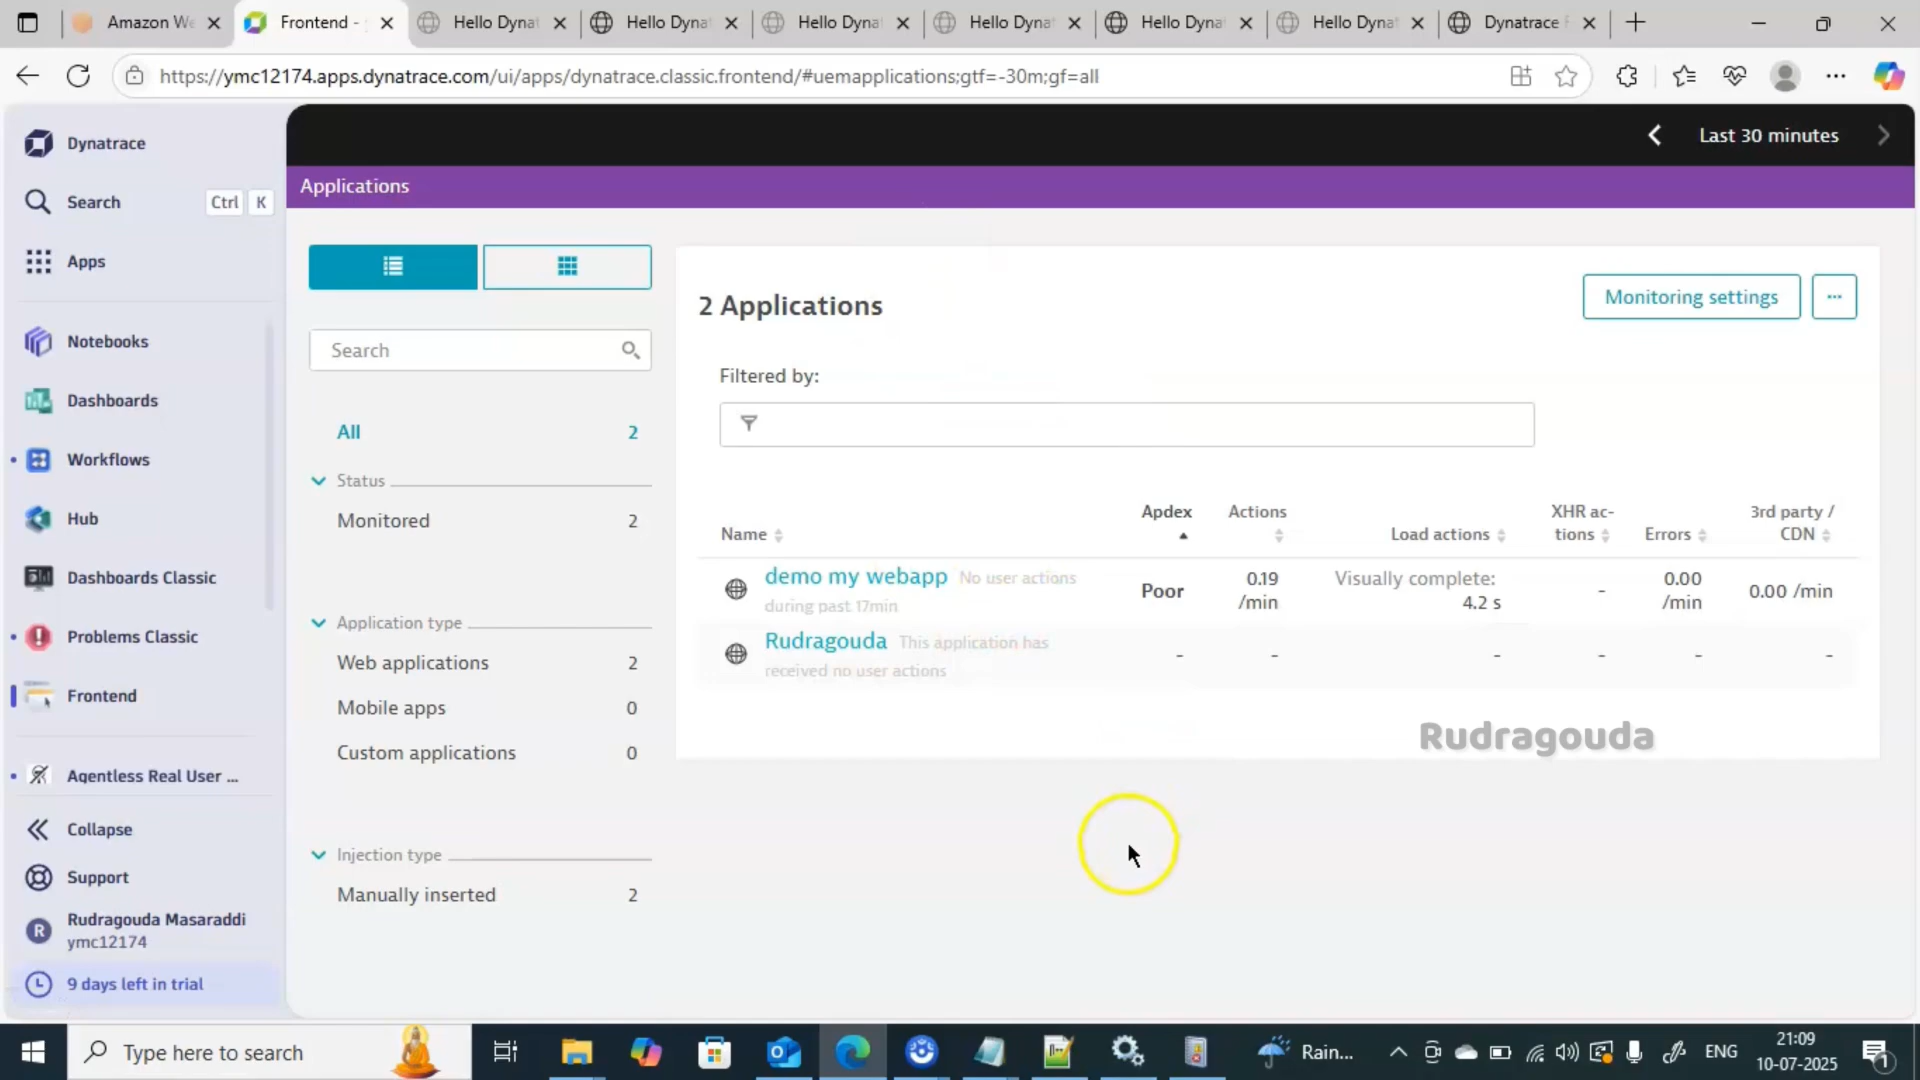 Amazon We
Frontend -
Hello Dynat
Hello Dyna
Hello Dynat
Hello Dynat
Hello Dyna
Hello Dynat
Dynatrace
https://ymc12174.apps.dynatrace.com/ui/apps/dynatrace.classic.frontend/#uemapplications;gtf=-30m;gf=all
Dynatrace
Search Ctrl K
Apps
Notebooks
Dashboards
Workflows
Hub
Dashboards Classic
Problems Classic
Frontend
Agentless Real User ...
Collapse
Support
R
Rudragouda Masaraddi
ymc12174
9 days left in trial
Last 30 minutes
Applications
Search
All 2
Status
Monitored 2
Application type
Web applications 2
Mobile apps 0
Custom applications 0
Injection type
Manually inserted 2
2 Applications
Monitoring settings
...
Filtered by:
Name Apdex Actions Load actions XHR ac-
tions Errors 3rd party /
CDN
demo my webapp No user actions
during past 17min
Poor 0.19
/min Visually complete:
4.2 s - 0.00
/min 0.00 /min
Rudragouda This application has
received no user actions
- - - - - -
Rudragouda
Type here to search
Rain...
ENG
21:09
10-07-2025
1